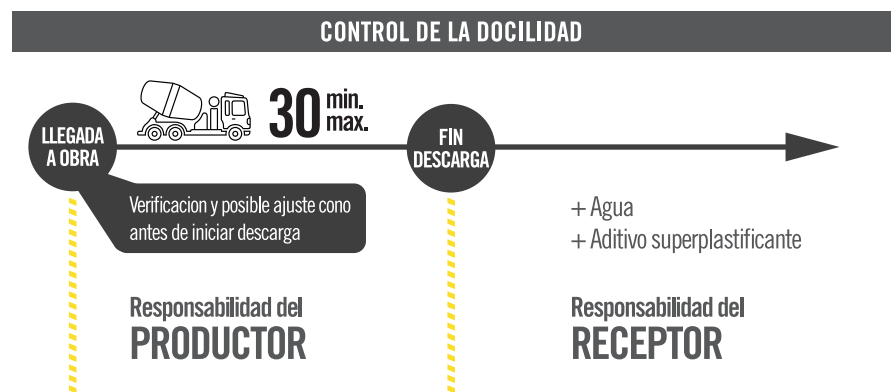 CONTROL DE LA DOCILIDAD
LLEGADA
A OBRA
30 min.
max.
FIN
DESCARGA
Verificacion y posible ajuste cono
antes de iniciar descarga
+ Agua
+ Aditivo superplastificante
Responsabilidad del
PRODUCTOR
Responsabilidad del
RECEPTOR